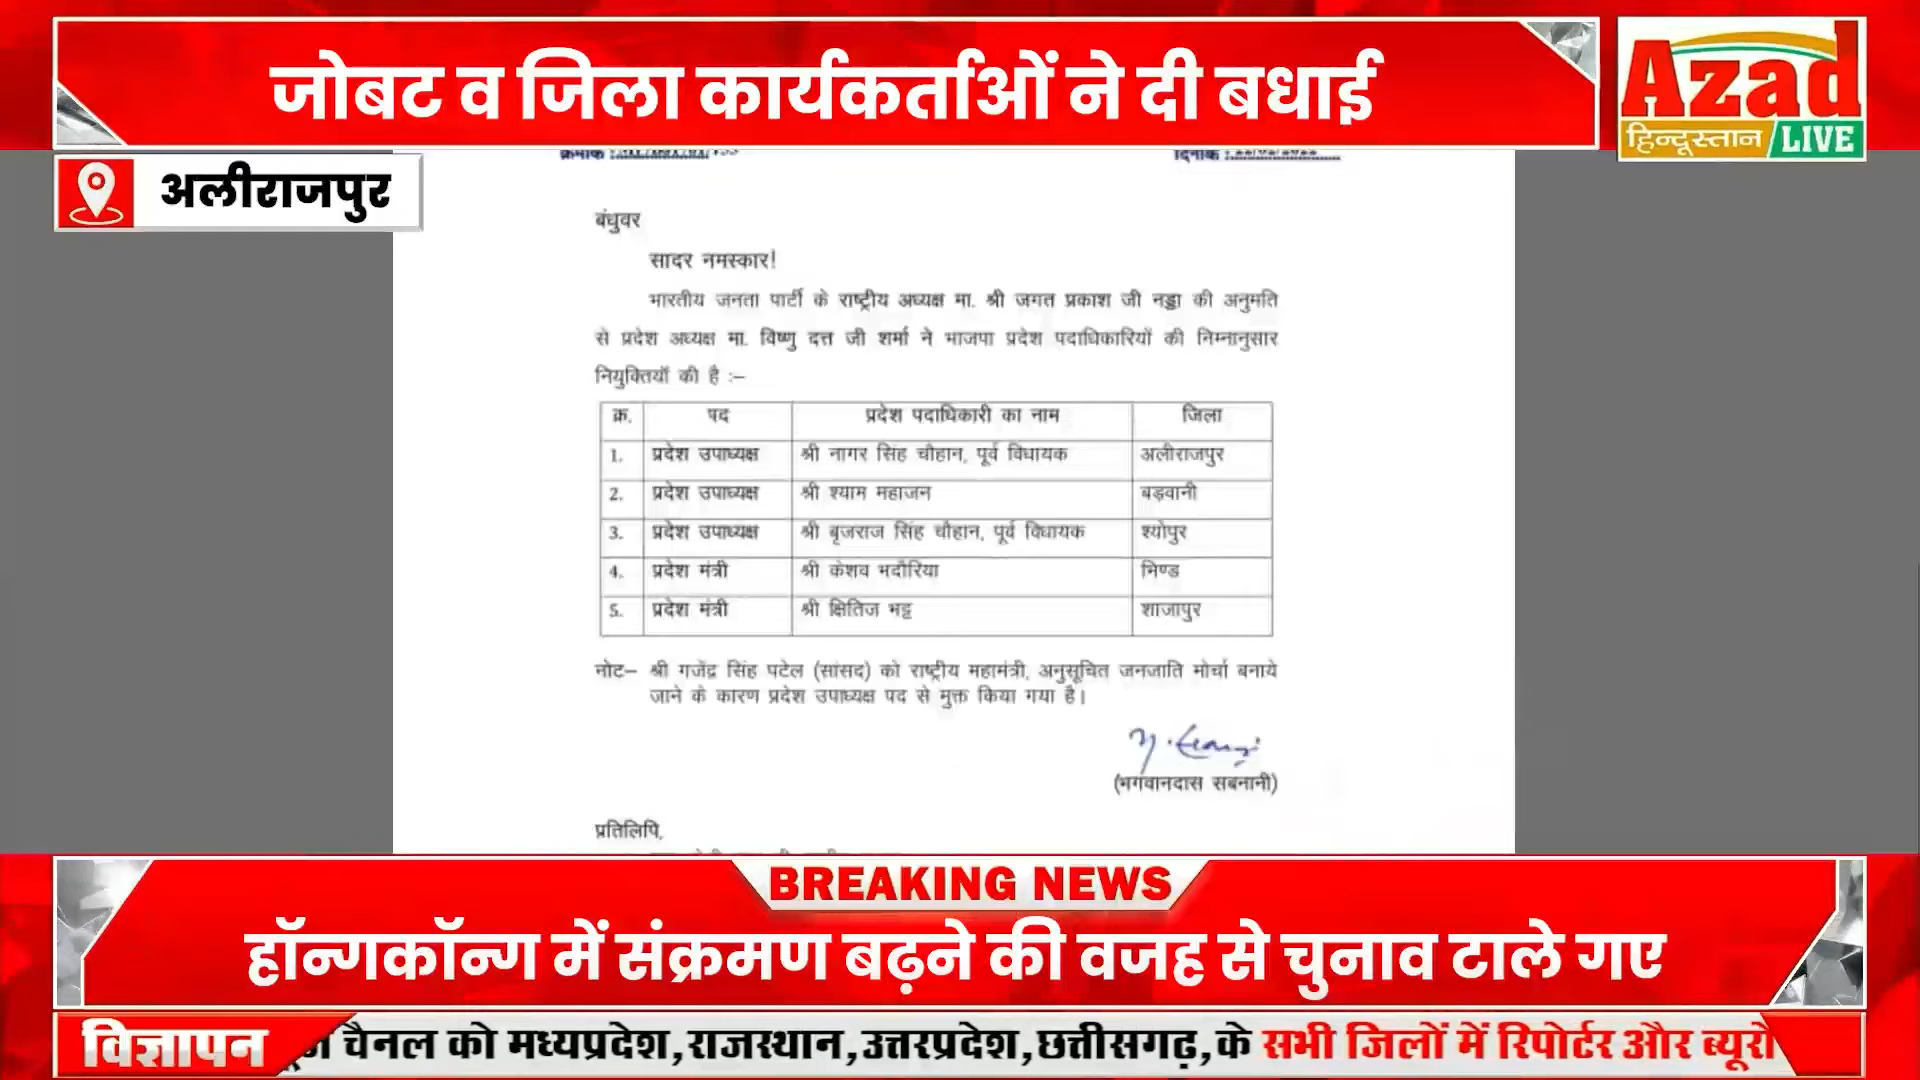 जोबट व जिला कार्यकर्ताओं ने दी बधाई
Azad
हिन्दूस्तान LIVE
अलीराजपुर
क्रमांक
दिनांक : 22/02/2022
बंधुवर
सादर नमस्कार!
भारतीय जनता पार्टी के राष्ट्रीय अध्यक्ष मा. श्री जगत प्रकाश जी नड्डा की अनुमति
से प्रदेश अध्यक्ष मा. विष्णु दत्त जी शर्मा ने भाजपा प्रदेश पदाधिकारियों की निम्नानुसार
नियुक्तियॉं की है :–
क्र. पद प्रदेश पदाधिकारी का नाम जिला
1. प्रदेश उपाध्यक्ष श्री नागर सिंह चौहान, पूर्व विधायक अलीराजपुर
2. प्रदेश उपाध्यक्ष श्री श्याम महाजन बड़वानी
3. प्रदेश उपाध्यक्ष श्री बृजराज सिंह चौहान, पूर्व विधायक श्योपुर
4. प्रदेश मंत्री श्री केशव भदौरिया भिण्ड
5. प्रदेश मंत्री श्री क्षितिज भट्ट शाजापुर
नोट– श्री गजेंद्र सिंह पटेल (सांसद) को राष्ट्रीय महामंत्री, अनुसूचित जनजाति मोर्चा बनाये
जाने के कारण प्रदेश उपाध्यक्ष पद से मुक्त किया गया है।
(भगवानदास सबनानी)
प्रतिलिपि,
BREAKING NEWS
हॉन्गकॉन्ग में संक्रमण बढ़ने की वजह से चुनाव टाले गए
विज्ञापन चैनल को मध्यप्रदेश,राजस्थान,उत्तरप्रदेश,छत्तीसगढ़,के सभी जिलों में रिपोर्टर और ब्यूरो